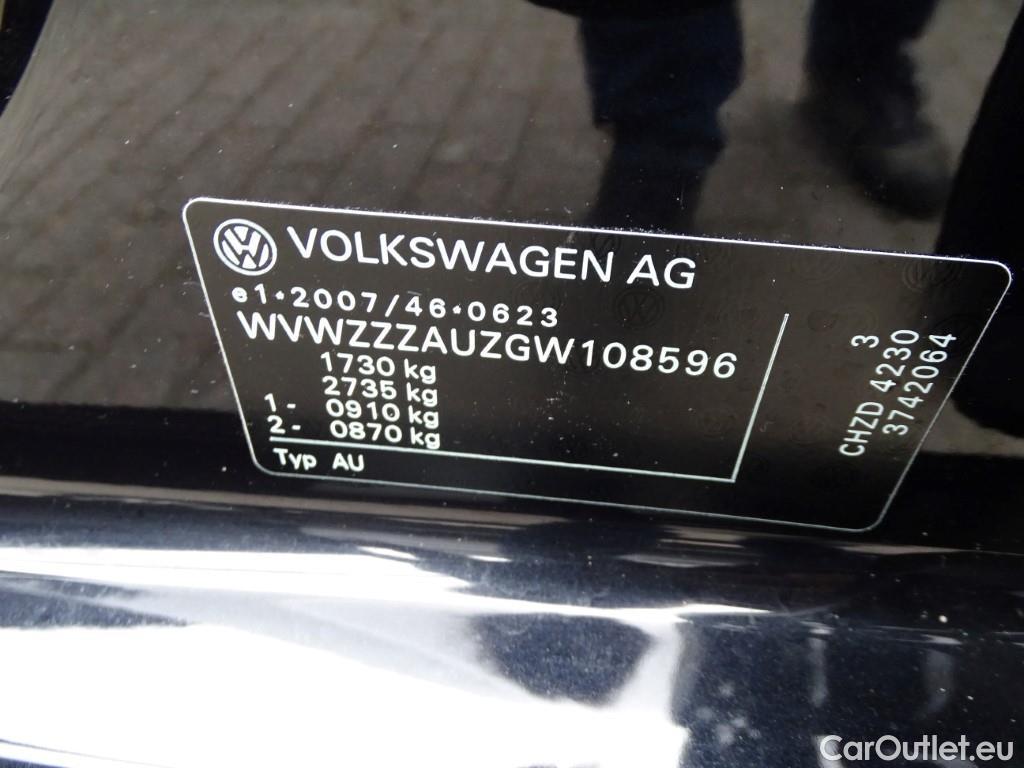 VOLKSWAGEN AG
e1*2007/46*0623
WVWZZZAUZGW108596
1730 kg
2735 kg
1- 0910 kg
2- 0870 kg
Typ AU
3
CHZD 4230
3742064
CarOutlet.eu